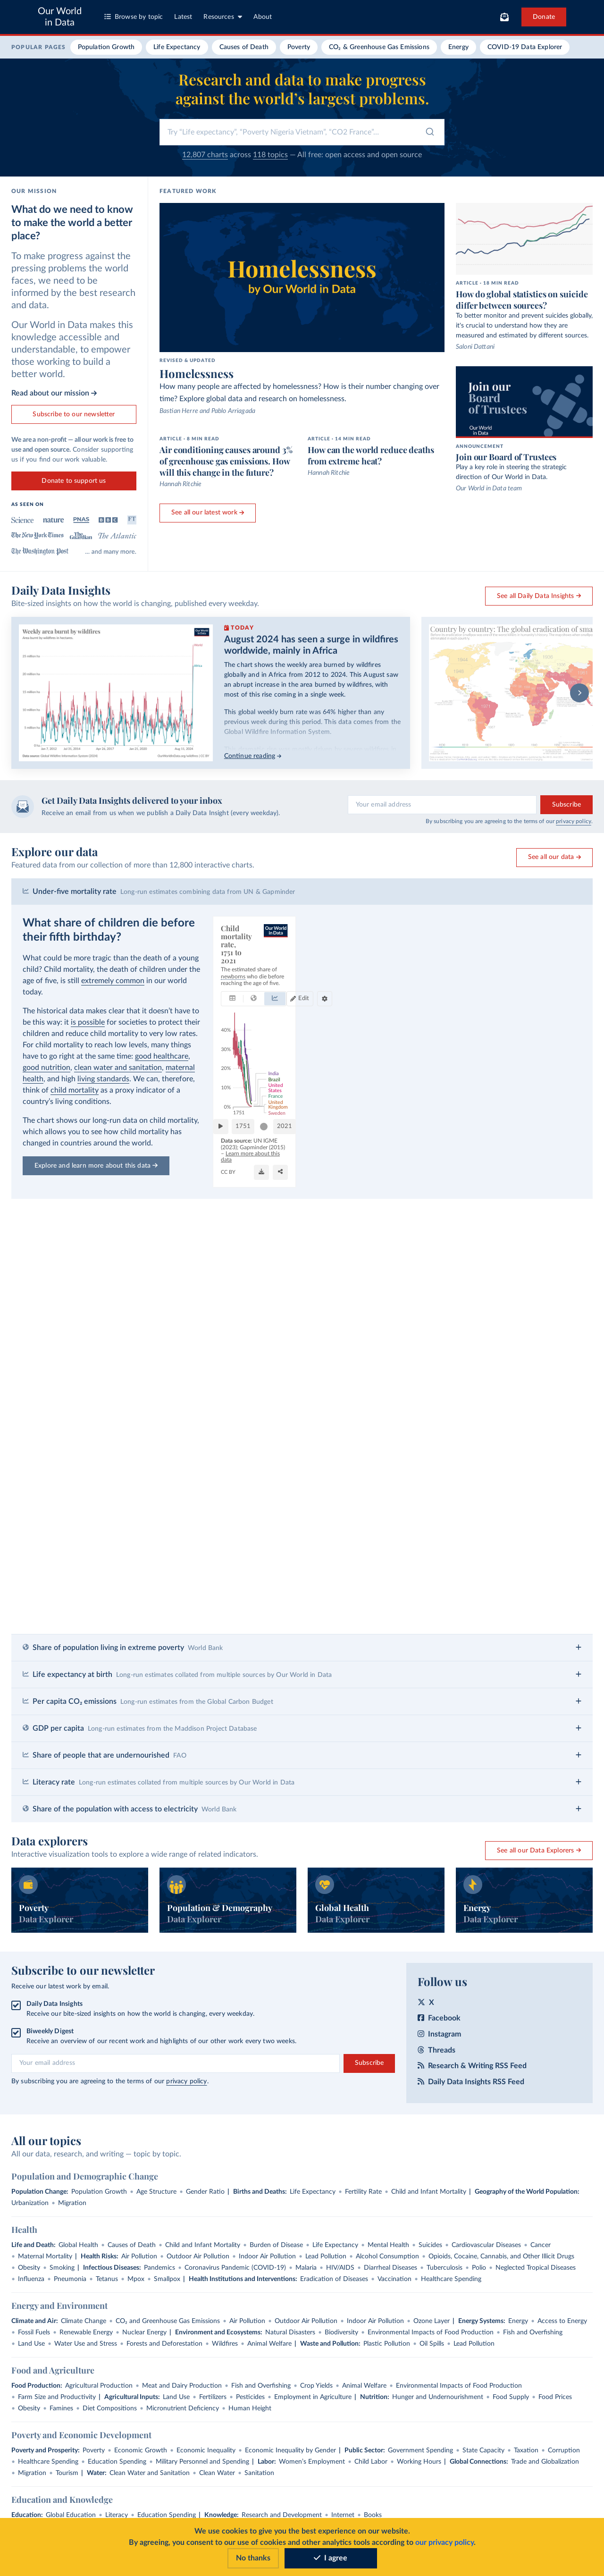 Our World
in Data
Browse by topic
Latest
Resources
About
Donate
POPULAR PAGES
Population Growth
Life Expectancy
Causes of Death
Poverty
CO₂ & Greenhouse Gas Emissions
Energy
COVID-19 Data Explorer
Research and data to make progress
against the world’s largest problems.
Try "Life expectancy", "Poverty Nigeria Vietnam", "CO2 France"...
12,807 charts across 118 topics — All free: open access and open source
OUR MISSION
What do we need to know
to make the world a better
place?
To make progress against the
pressing problems the world
faces, we need to be
informed by the best research
and data.
Our World in Data makes this
knowledge accessible and
understandable, to empower
those working to build a
better world.
Read about our mission →
Subscribe to our newsletter
We are a non-profit — all our work is free to
use and open source. Consider supporting
us if you find our work valuable.
Donate to support us
AS SEEN ON
Science
nature
PNAS
BBC
FT
The New York Times
The Guardian
The Atlantic
The Washington Post
... and many more.
FEATURED WORK
Homelessness
by Our World in Data
REVISED & UPDATED
Homelessness
How many people are affected by homelessness? How is their number changing over
time? Explore global data and research on homelessness.
Bastian Herre and Pablo Arriagada
ARTICLE · 8 MIN READ
Air conditioning causes around 3%
of greenhouse gas emissions. How
will this change in the future?
Hannah Ritchie
ARTICLE · 14 MIN READ
How can the world reduce deaths
from extreme heat?
Hannah Ritchie
See all our latest work →
ARTICLE · 18 MIN READ
How do global statistics on suicide
differ between sources?
To better monitor and prevent suicides globally,
it’s crucial to understand how they are
measured and estimated by different sources.
Saloni Dattani
Join our
Board of
Trustees
Our World
in Data
ANNOUNCEMENT
Join our Board of Trustees
Play a key role in steering the strategic
direction of Our World in Data.
Our World in Data team
Daily Data Insights
Bite-sized insights on how the world is changing, published every weekday.
See all Daily Data Insights →
Weekly area burnt by wildfires
TODAY
August 2024 has seen a surge in wildfires
worldwide, mainly in Africa
The chart shows the weekly area burned by wildfires
globally and in Africa from 2012 to 2024. This August saw
an abrupt increase in the area burned by wildfires, with
most of this rise coming in a single week.
This global weekly burn rate was 64% higher than any
previous week during this period. This data comes from the
Global Wildfire Information System.
Continue reading →
Country by country: The global eradication of sma
Get Daily Data Insights delivered to your inbox
Receive an email from us when we publish a Daily Data Insight (every weekday).
Your email address
Subscribe
By subscribing you are agreeing to the terms of our privacy policy.
Explore our data
Featured data from our collection of more than 12,800 interactive charts.
See all our data →
Under-five mortality rate Long-run estimates combining data from UN & Gapminder
What share of children die before
their fifth birthday?
What could be more tragic than the death of a young
child? Child mortality, the death of children under the
age of five, is still extremely common in our world
today.
The historical data makes clear that it doesn’t have to
be this way: it is possible for societies to protect their
children and reduce child mortality to very low rates.
For child mortality to reach low levels, many things
have to go right at the same time: good healthcare,
good nutrition, clean water and sanitation, maternal
health, and high living standards. We can, therefore,
think of child mortality as a proxy indicator of a
country’s living conditions.
The chart shows our long-run data on child mortality,
which allows you to see how child mortality has
changed in countries around the world.
Explore and learn more about this data →
Child
mortality
rate,
1751 to
2021
Our World
in Data
The estimated share of
newborns who die before
reaching the age of five.
Edit
40%
30%
20%
10%
0%
1751
India
Brazil
United
States
France
United
Kingdom
Sweden
1751
2021
Data source: UN IGME
(2023); Gapminder (2015)
– Learn more about this
data
CC BY
Share of population living in extreme poverty World Bank
Life expectancy at birth Long-run estimates collated from multiple sources by Our World in Data
Per capita CO₂ emissions Long-run estimates from the Global Carbon Budget
GDP per capita Long-run estimates from the Maddison Project Database
Share of people that are undernourished FAO
Literacy rate Long-run estimates collated from multiple sources by Our World in Data
Share of the population with access to electricity World Bank
Data explorers
Interactive visualization tools to explore a wide range of related indicators.
See all our Data Explorers →
Poverty
Data Explorer
Population & Demography
Data Explorer
Global Health
Data Explorer
Energy
Data Explorer
Subscribe to our newsletter
Receive our latest work by email.
Daily Data Insights
Receive our bite-sized insights on how the world is changing, every weekday.
Biweekly Digest
Receive an overview of our recent work and highlights of our other work every two weeks.
Your email address
Subscribe
By subscribing you are agreeing to the terms of our privacy policy.
Follow us
X
Facebook
Instagram
Threads
Research & Writing RSS Feed
Daily Data Insights RSS Feed
All our topics
All our data, research, and writing — topic by topic.
Population and Demographic Change
Population Change: Population Growth • Age Structure • Gender Ratio | Births and Deaths: Life Expectancy • Fertility Rate • Child and Infant Mortality | Geography of the World Population:
Urbanization • Migration
Health
Life and Death: Global Health • Causes of Death • Child and Infant Mortality • Burden of Disease • Life Expectancy • Mental Health • Suicides • Cardiovascular Diseases • Cancer
• Maternal Mortality | Health Risks: Air Pollution • Outdoor Air Pollution • Indoor Air Pollution • Lead Pollution • Alcohol Consumption • Opioids, Cocaine, Cannabis, and Other Illicit Drugs
• Obesity • Smoking | Infectious Diseases: Pandemics • Coronavirus Pandemic (COVID-19) • Malaria • HIV/AIDS • Diarrheal Diseases • Tuberculosis • Polio • Neglected Tropical Diseases
• Influenza • Pneumonia • Tetanus • Mpox • Smallpox | Health Institutions and Interventions: Eradication of Diseases • Vaccination • Healthcare Spending
Energy and Environment
Climate and Air: Climate Change • CO₂ and Greenhouse Gas Emissions • Air Pollution • Outdoor Air Pollution • Indoor Air Pollution • Ozone Layer | Energy Systems: Energy • Access to Energy
• Fossil Fuels • Renewable Energy • Nuclear Energy | Environment and Ecosystems: Natural Disasters • Biodiversity • Environmental Impacts of Food Production • Fish and Overfishing
• Land Use • Water Use and Stress • Forests and Deforestation • Wildfires • Animal Welfare | Waste and Pollution: Plastic Pollution • Oil Spills • Lead Pollution
Food and Agriculture
Food Production: Agricultural Production • Meat and Dairy Production • Fish and Overfishing • Crop Yields • Animal Welfare • Environmental Impacts of Food Production
• Farm Size and Productivity | Agricultural Inputs: Land Use • Fertilizers • Pesticides • Employment in Agriculture | Nutrition: Hunger and Undernourishment • Food Supply • Food Prices
• Obesity • Famines • Diet Compositions • Micronutrient Deficiency • Human Height
Poverty and Economic Development
Poverty and Prosperity: Poverty • Economic Growth • Economic Inequality • Economic Inequality by Gender | Public Sector: Government Spending • State Capacity • Taxation • Corruption
• Healthcare Spending • Education Spending • Military Personnel and Spending | Labor: Women’s Employment • Child Labor • Working Hours | Global Connections: Trade and Globalization
• Migration • Tourism | Water: Clean Water and Sanitation • Clean Water • Sanitation
Education and Knowledge
Education: Global Education • Literacy • Education Spending | Knowledge: Research and Development • Internet • Books
We use cookies to give you the best experience on our website.
By agreeing, you consent to our use of cookies and other analytics tools according to our privacy policy.
No thanks
I agree